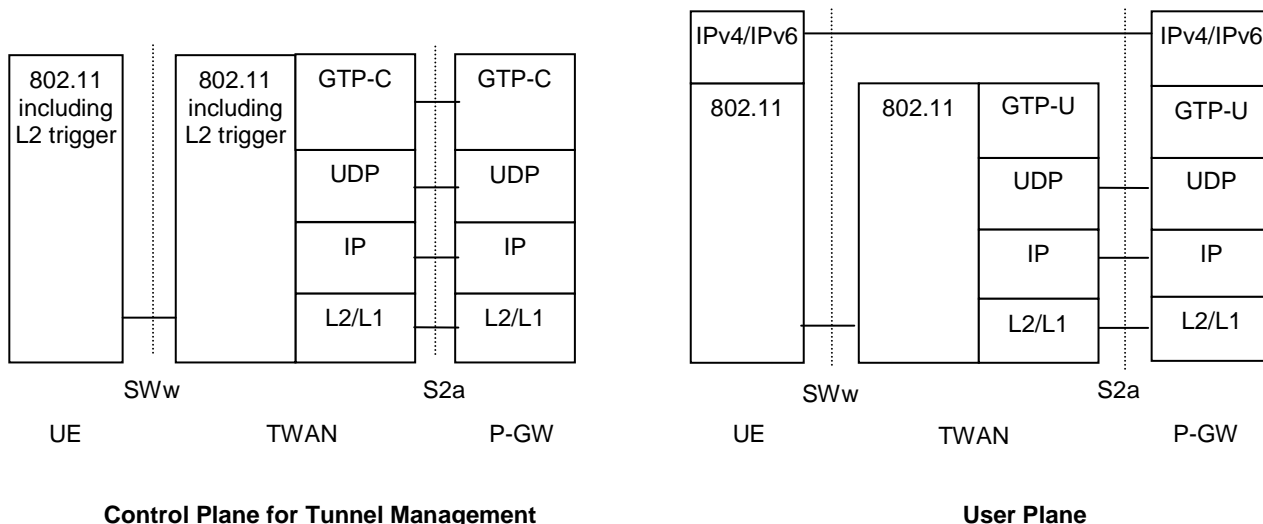 802.11
including
L2 trigger
802.11
including
L2 trigger
GTP-C
GTP-C
UDP
UDP
IP
IP
L2/L1
L2/L1
SWw
S2a
UE
TWAN
P-GW
Control Plane for Tunnel Management
IPv4/IPv6
IPv4/IPv6
802.11
802.11
GTP-U
GTP-U
UDP
UDP
IP
IP
L2/L1
L2/L1
SWw
S2a
UE
TWAN
P-GW
User Plane